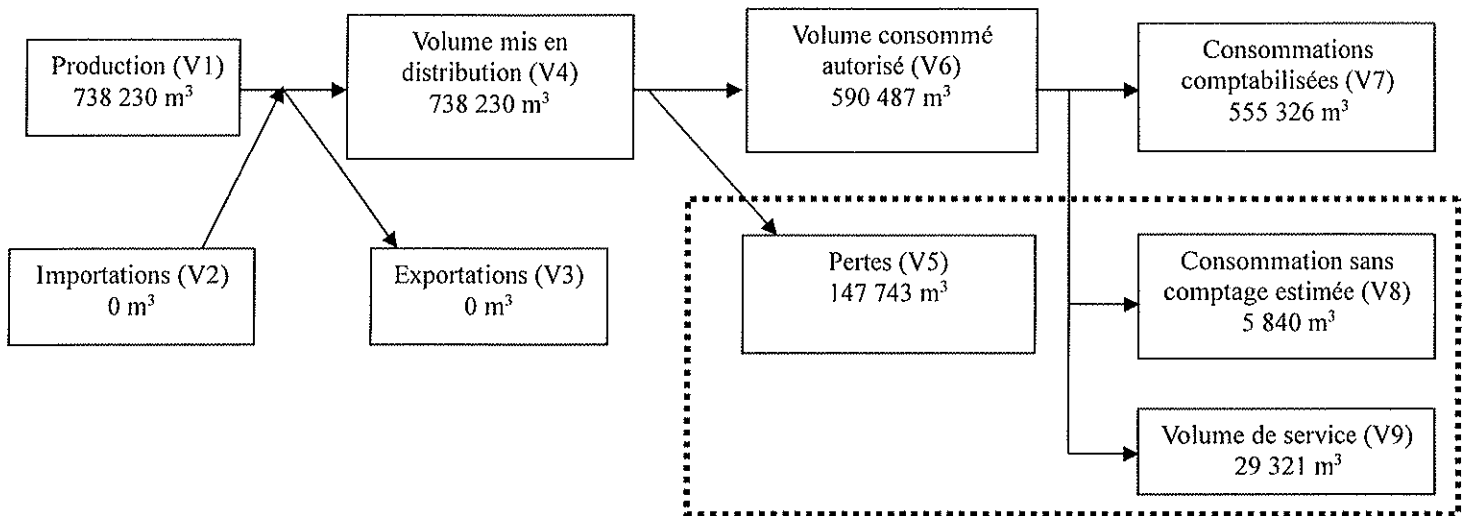 Production (V1)
738 230 m³
Volume mis en
distribution (V4)
738 230 m³
Volume consommé
autorisé (V6)
590 487 m³
Consommations
comptabilisées (V7)
555 326 m³
Importations (V2)
0 m³
Exportations (V3)
0 m³
Pertes (V5)
147 743 m³
Consommation sans
comptage estimée (V8)
5 840 m³
Volume de service (V9)
29 321 m³